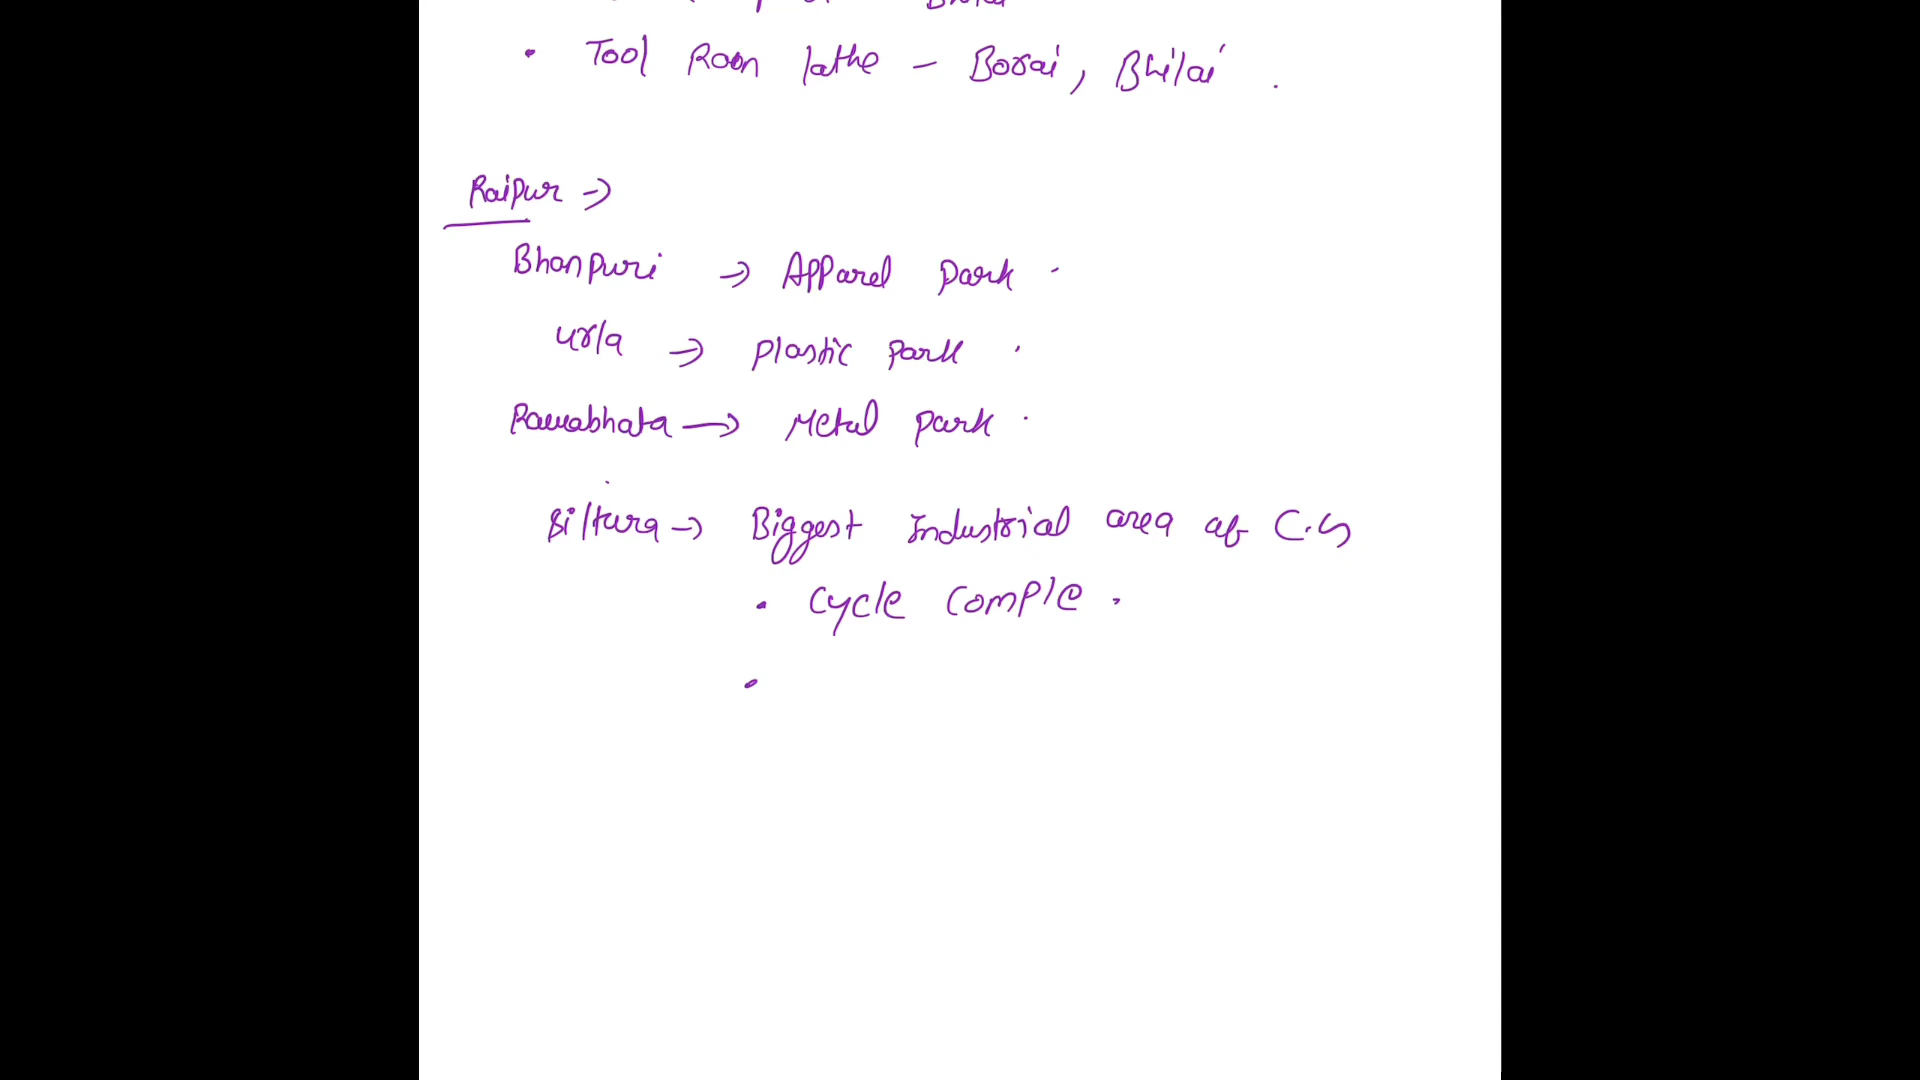 • Tool Room lathe - Borai, Bhilai .
Raipur ->
Bhanpuri -> Apparel park .
urla -> plastic park .
Rawabhata -> Metal park .
Siltara -> Biggest Industrial area of C.G
• Cycle Comple .
•